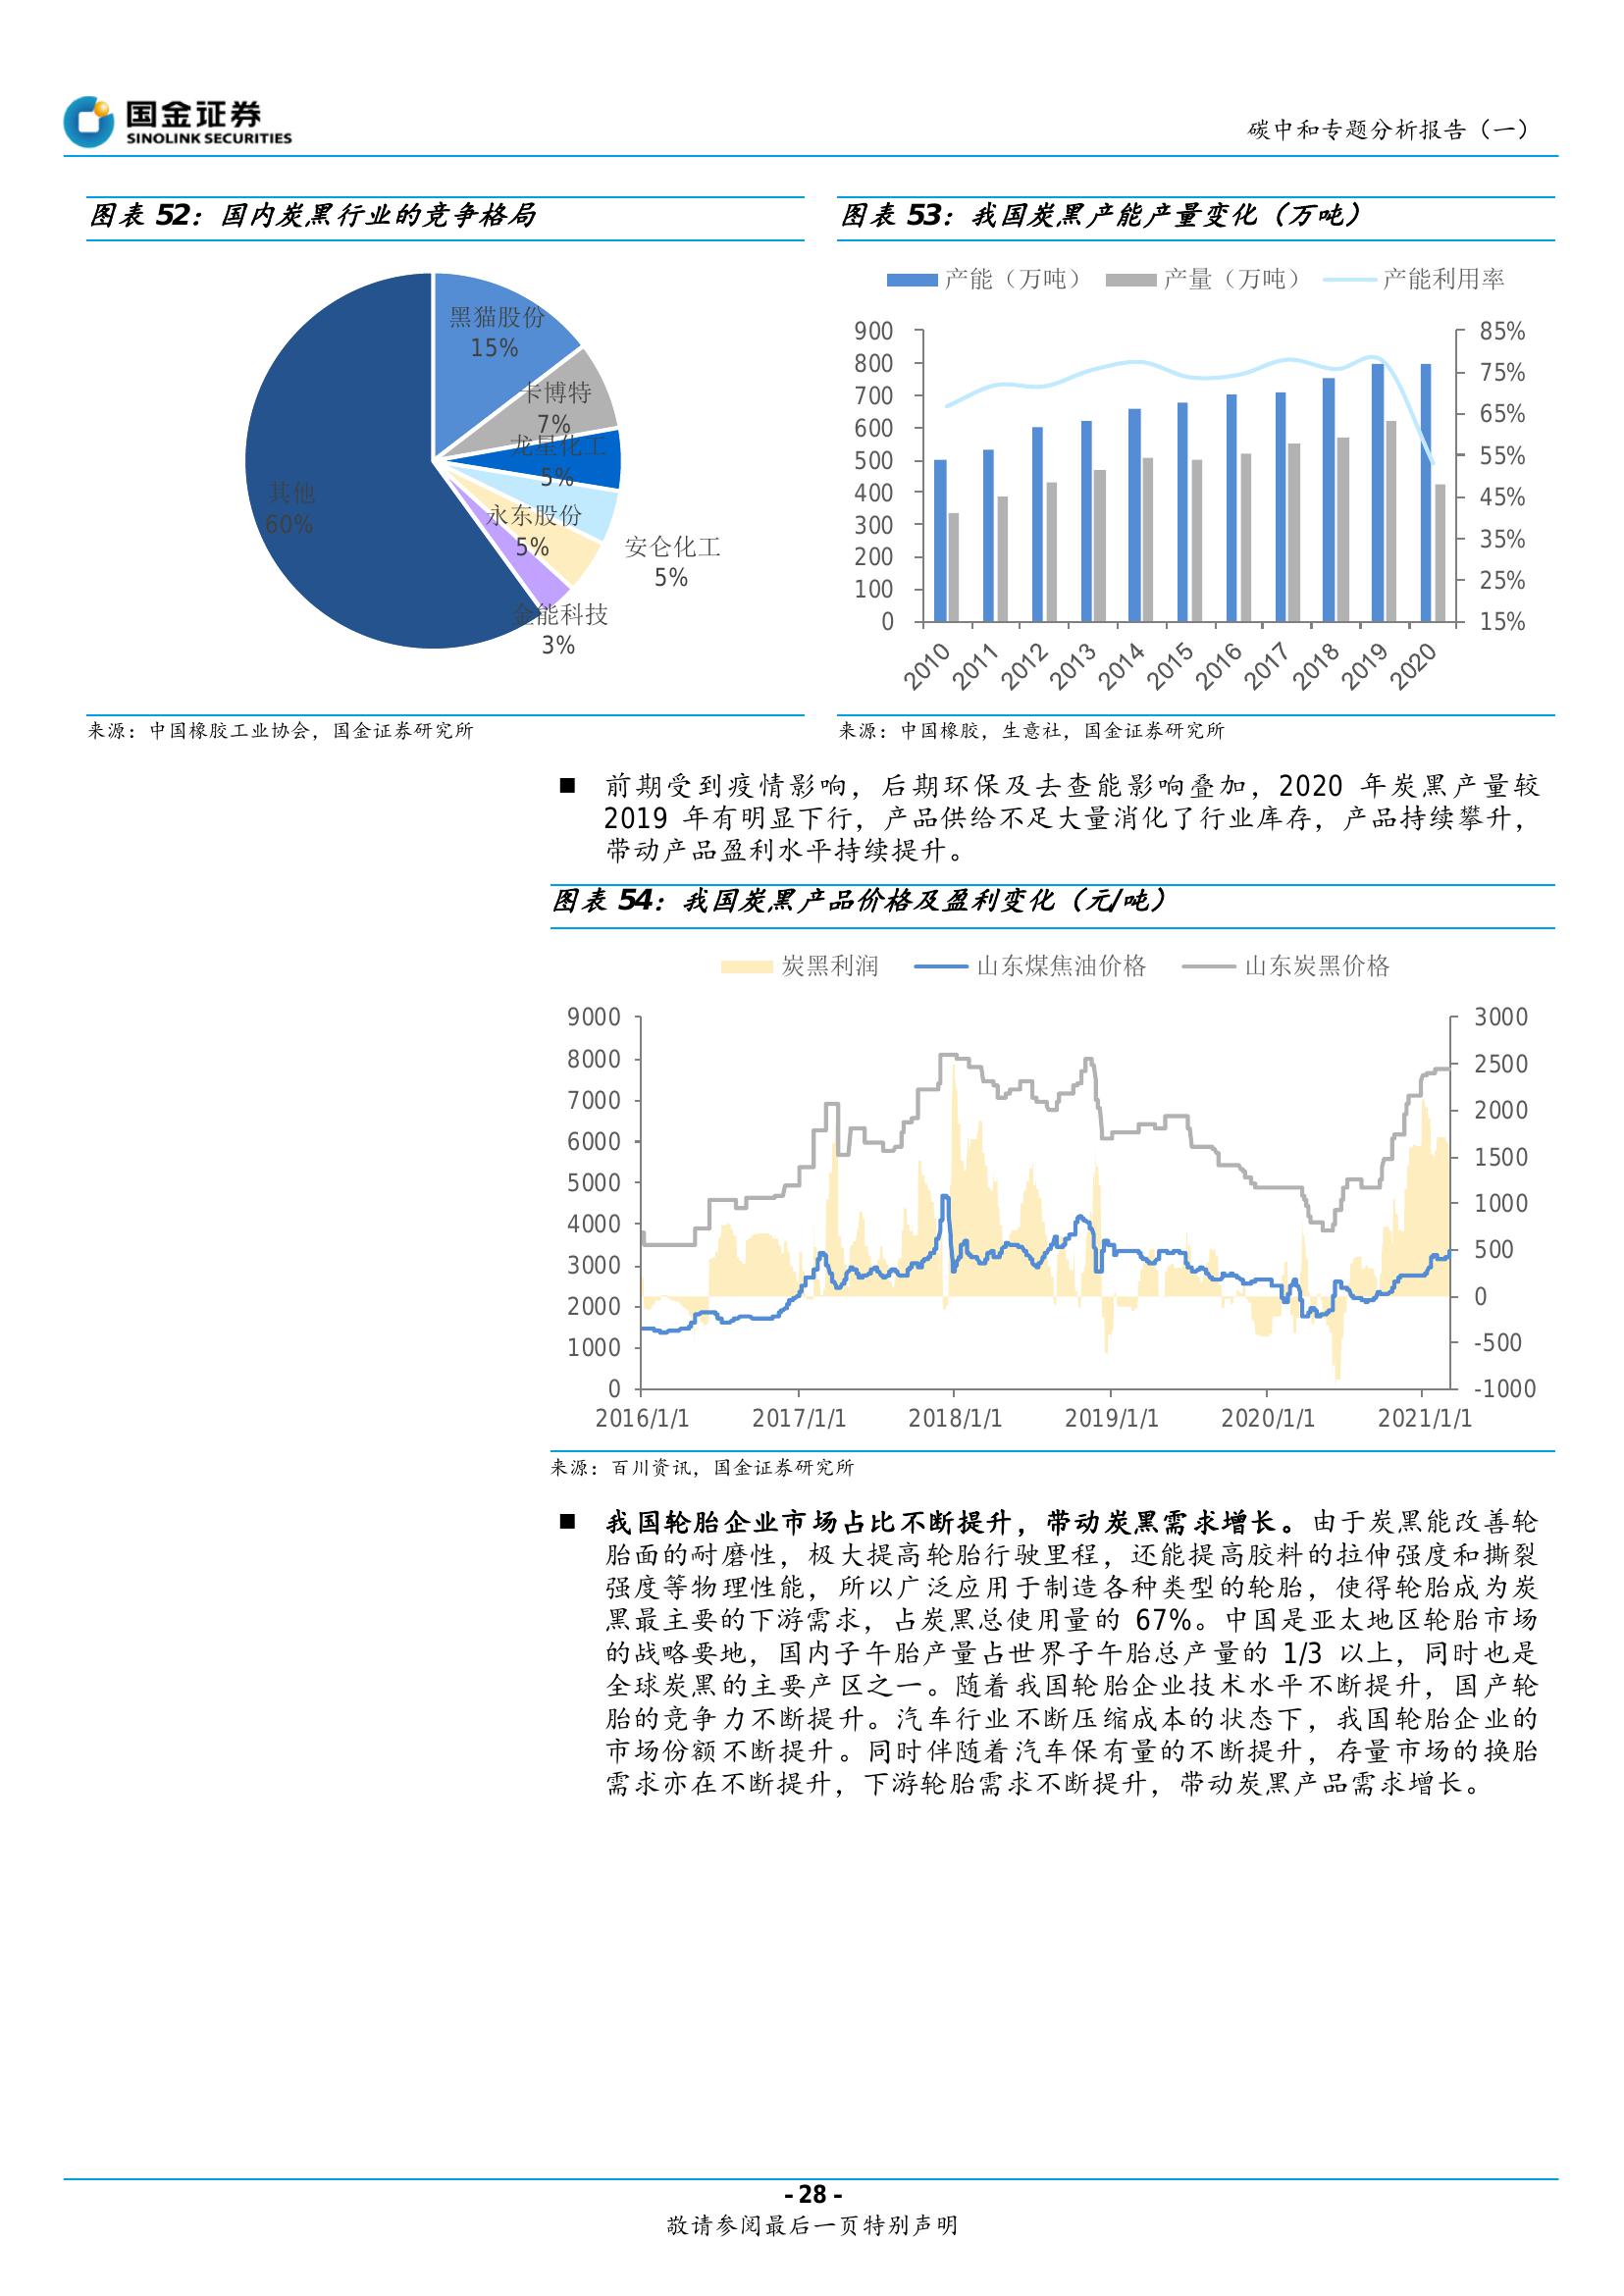 国金证券
SINOLINK SECURITIES
碳中和专题分析报告（一）
图表 52：国内炭黑行业的竞争格局
黑猫股份
15%
卡博特
7%
龙星化工
5%
永东股份
5%
安仑化工
5%
金能科技
3%
其他
60%
来源：中国橡胶工业协会，国金证券研究所
图表 53：我国炭黑产能产量变化（万吨）
产能（万吨） 产量（万吨） 产能利用率
900
800
700
600
500
400
300
200
100
0
85%
75%
65%
55%
45%
35%
25%
15%
2010 2011 2012 2013 2014 2015 2016 2017 2018 2019 2020
来源：中国橡胶，生意社，国金证券研究所
■ 前期受到疫情影响，后期环保及去查能影响叠加，2020 年炭黑产量较
2019 年有明显下行，产品供给不足大量消化了行业库存，产品持续攀升，
带动产品盈利水平持续提升。
图表 54：我国炭黑产品价格及盈利变化（元/吨）
炭黑利润 山东煤焦油价格 山东炭黑价格
9000
8000
7000
6000
5000
4000
3000
2000
1000
0
3000
2500
2000
1500
1000
500
0
-500
-1000
2016/1/1 2017/1/1 2018/1/1 2019/1/1 2020/1/1 2021/1/1
来源：百川资讯，国金证券研究所
■ 我国轮胎企业市场占比不断提升，带动炭黑需求增长。由于炭黑能改善轮
胎面的耐磨性，极大提高轮胎行驶里程，还能提高胶料的拉伸强度和撕裂
强度等物理性能，所以广泛应用于制造各种类型的轮胎，使得轮胎成为炭
黑最主要的下游需求，占炭黑总使用量的 67%。中国是亚太地区轮胎市场
的战略要地，国内子午胎产量占世界子午胎总产量的 1/3 以上，同时也是
全球炭黑的主要产区之一。随着我国轮胎企业技术水平不断提升，国产轮
胎的竞争力不断提升。汽车行业不断压缩成本的状态下，我国轮胎企业的
市场份额不断提升。同时伴随着汽车保有量的不断提升，存量市场的换胎
需求亦在不断提升，下游轮胎需求不断提升，带动炭黑产品需求增长。
- 28 -
敬请参阅最后一页特别声明